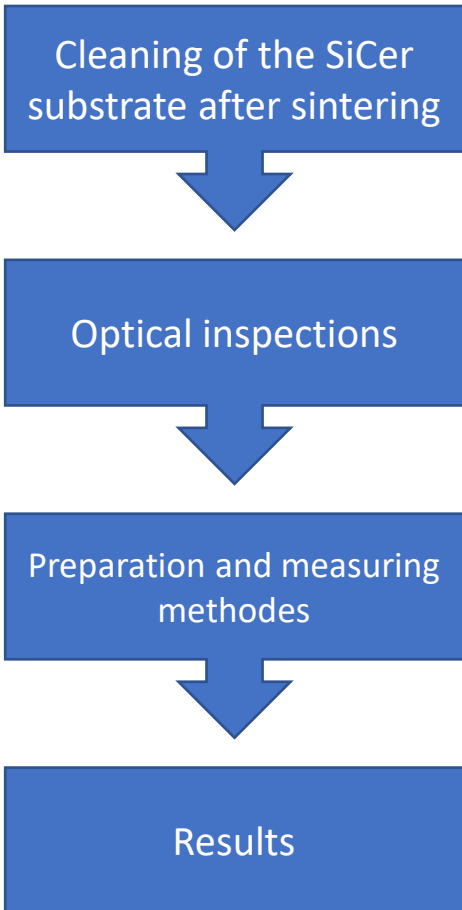 Cleaning of the SiCer
substrate after sintering
Optical inspections
Preparation and measuring
methodes
Results